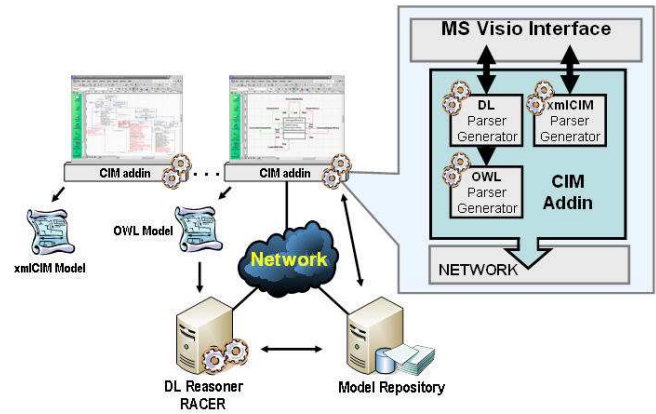 MS Visio Interface
DL
Parser
Generator
xmlCIM
Parser
Generator
OWL
Parser
Generator
CIM
Addin
NETWORK
CIM addin
. . .
CIM addin
xmlCIM Model
OWL Model
Network
DL Reasoner
RACER
Model Repository